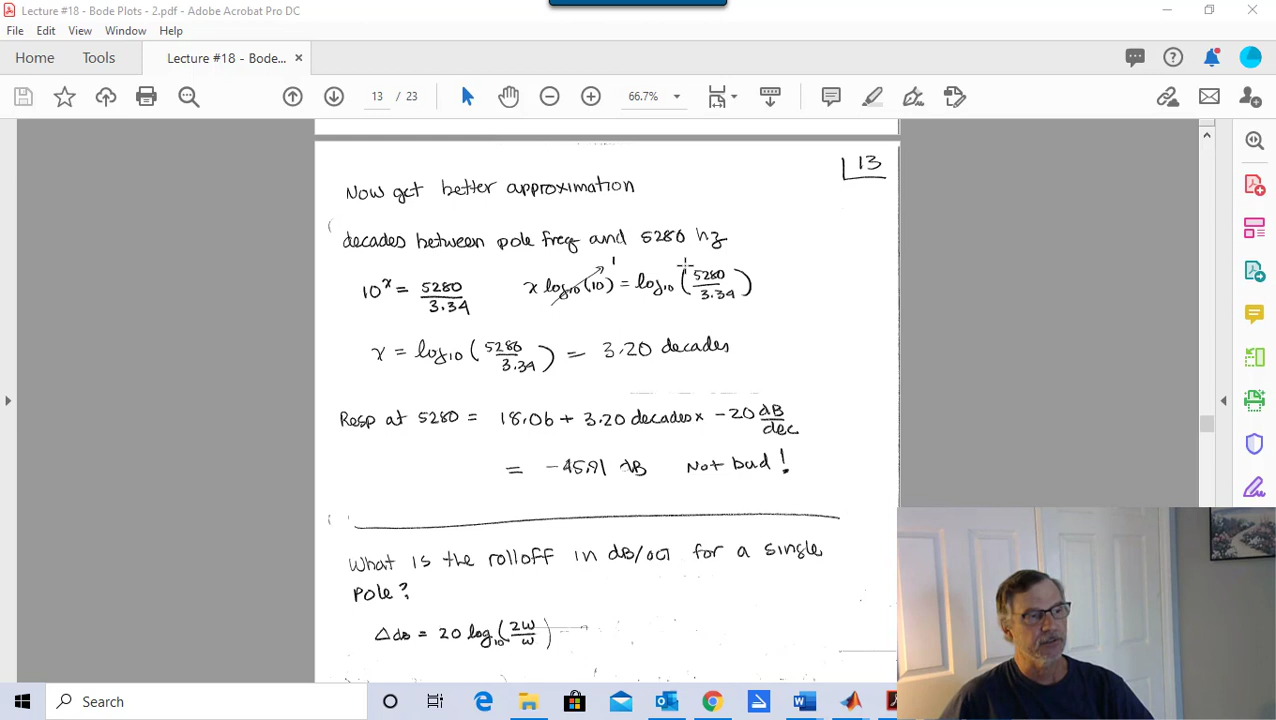 Lecture #18 - Bode Plots - 2.pdf - Adobe Acrobat Pro DC
File Edit View Window Help
Home Tools Lecture #18 - Bode... ×
13 / 23 66.7%
13
Now get better approximation
decades between pole freq and 5280 hz
10^x = 5280/3.34 x log10 (10) 1 = log10 (5280/3.34)
x = log10 (5280/3.34) = 3.20 decades
Resp at 5280 = 18.06 + 3.20 decades x -20 dB/dec
= -45.91 dB Not bad!
What is the rolloff in dB/oct for a single
pole?
Δdb = 20 log10 (2w/w)
Search